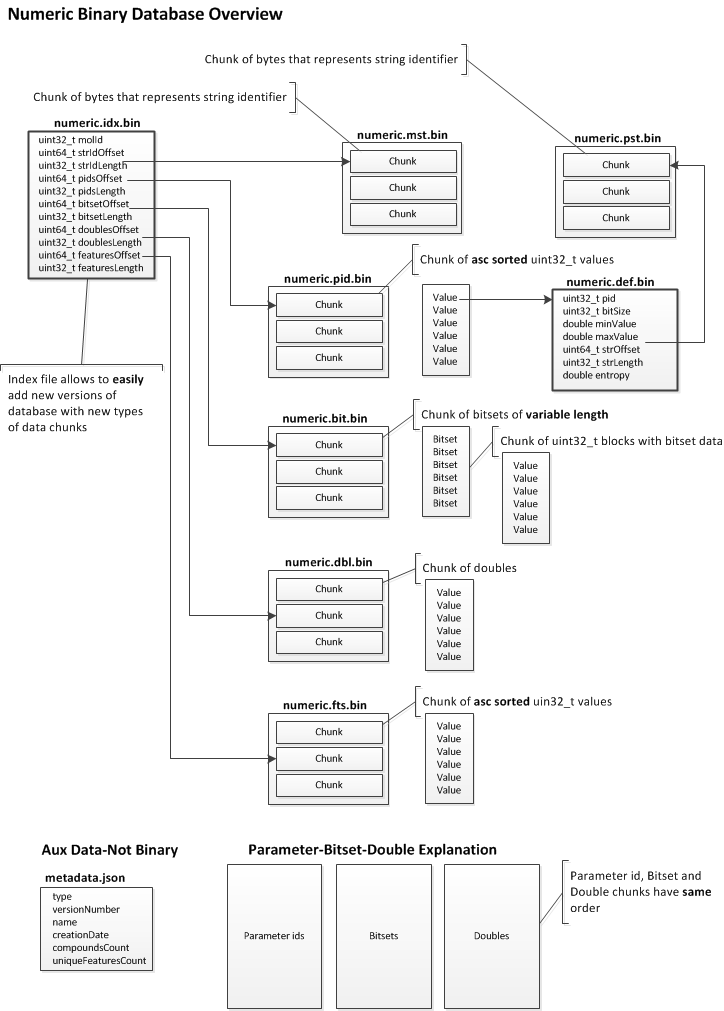 Numeric Binary Database Overview
Chunk of bytes that represents string identifier
Chunk of bytes that represents string identifier
numeric.idx.bin
uint32_t molId
uint64_t strIdOffset
uint32_t strIdLength
uint64_t pidsOffset
uint32_t pidsLength
uint64_t bitsetOffset
uint32_t bitsetLength
uint64_t doublesOffset
uint32_t doublesLength
uint64_t featuresOffset
uint32_t featuresLength
numeric.mst.bin
Chunk
Chunk
Chunk
numeric.pst.bin
Chunk
Chunk
Chunk
numeric.pid.bin
Chunk
Chunk
Chunk
Chunk of asc sorted uint32_t values
Value
Value
Value
Value
Value
Value
numeric.def.bin
uint32_t pid
uint32_t bitSize
double minValue
double maxValue
uint64_t strOffset
uint32_t strLength
double entropy
Index file allows to easily
add new versions of
database with new types
of data chunks
numeric.bit.bin
Chunk
Chunk
Chunk
Chunk of bitsets of variable length
Bitset
Bitset
Bitset
Bitset
Bitset
Bitset
Chunk of uint32_t blocks with bitset data
Value
Value
Value
Value
Value
Value
numeric.dbl.bin
Chunk
Chunk
Chunk
Chunk of doubles
Value
Value
Value
Value
Value
Value
numeric.fts.bin
Chunk
Chunk
Chunk
Chunk of asc sorted uin32_t values
Value
Value
Value
Value
Value
Value
Aux Data-Not Binary
metadata.json
type
versionNumber
name
creationDate
compoundsCount
uniqueFeaturesCount
Parameter-Bitset-Double Explanation
Parameter ids
Bitsets
Doubles
Parameter id, Bitset and
Double chunks have same
order